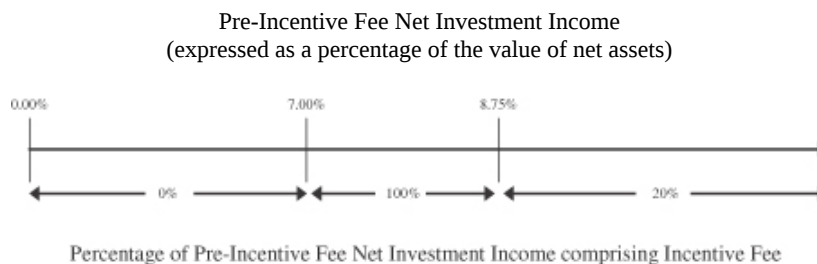 Pre-Incentive Fee Net Investment Income
(expressed as a percentage of the value of net assets)
0.00% 7.00% 8.75%
0% 100% 20%
Percentage of Pre-Incentive Fee Net Investment Income comprising Incentive Fee